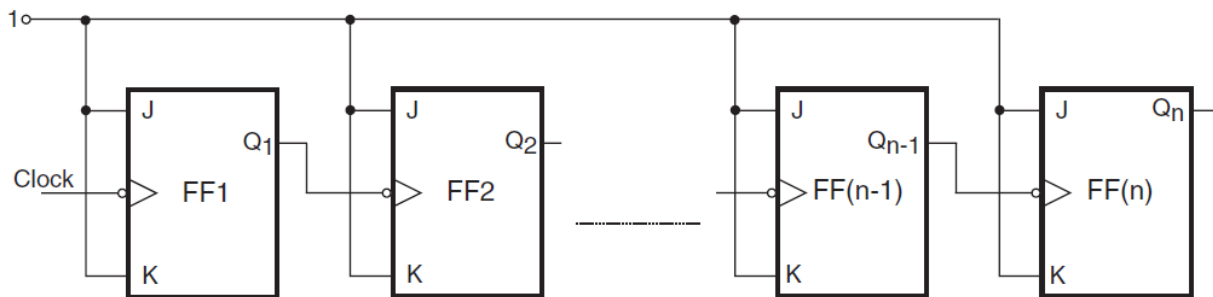 1
J
J
J
J
Q1
Q2
Qn-1
Qn
Clock
FF1
FF2
FF(n-1)
FF(n)
K
K
K
K